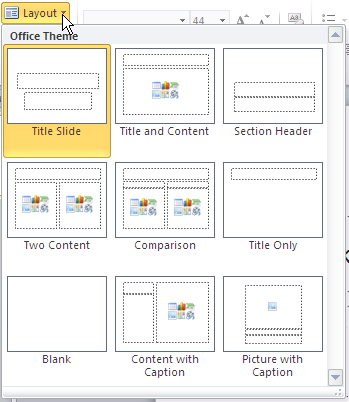 Layout
44
Aa
Office Theme
Title Slide
Title and Content
Section Header
Two Content
Comparison
Title Only
Blank
Content with
Caption
Picture with
Caption